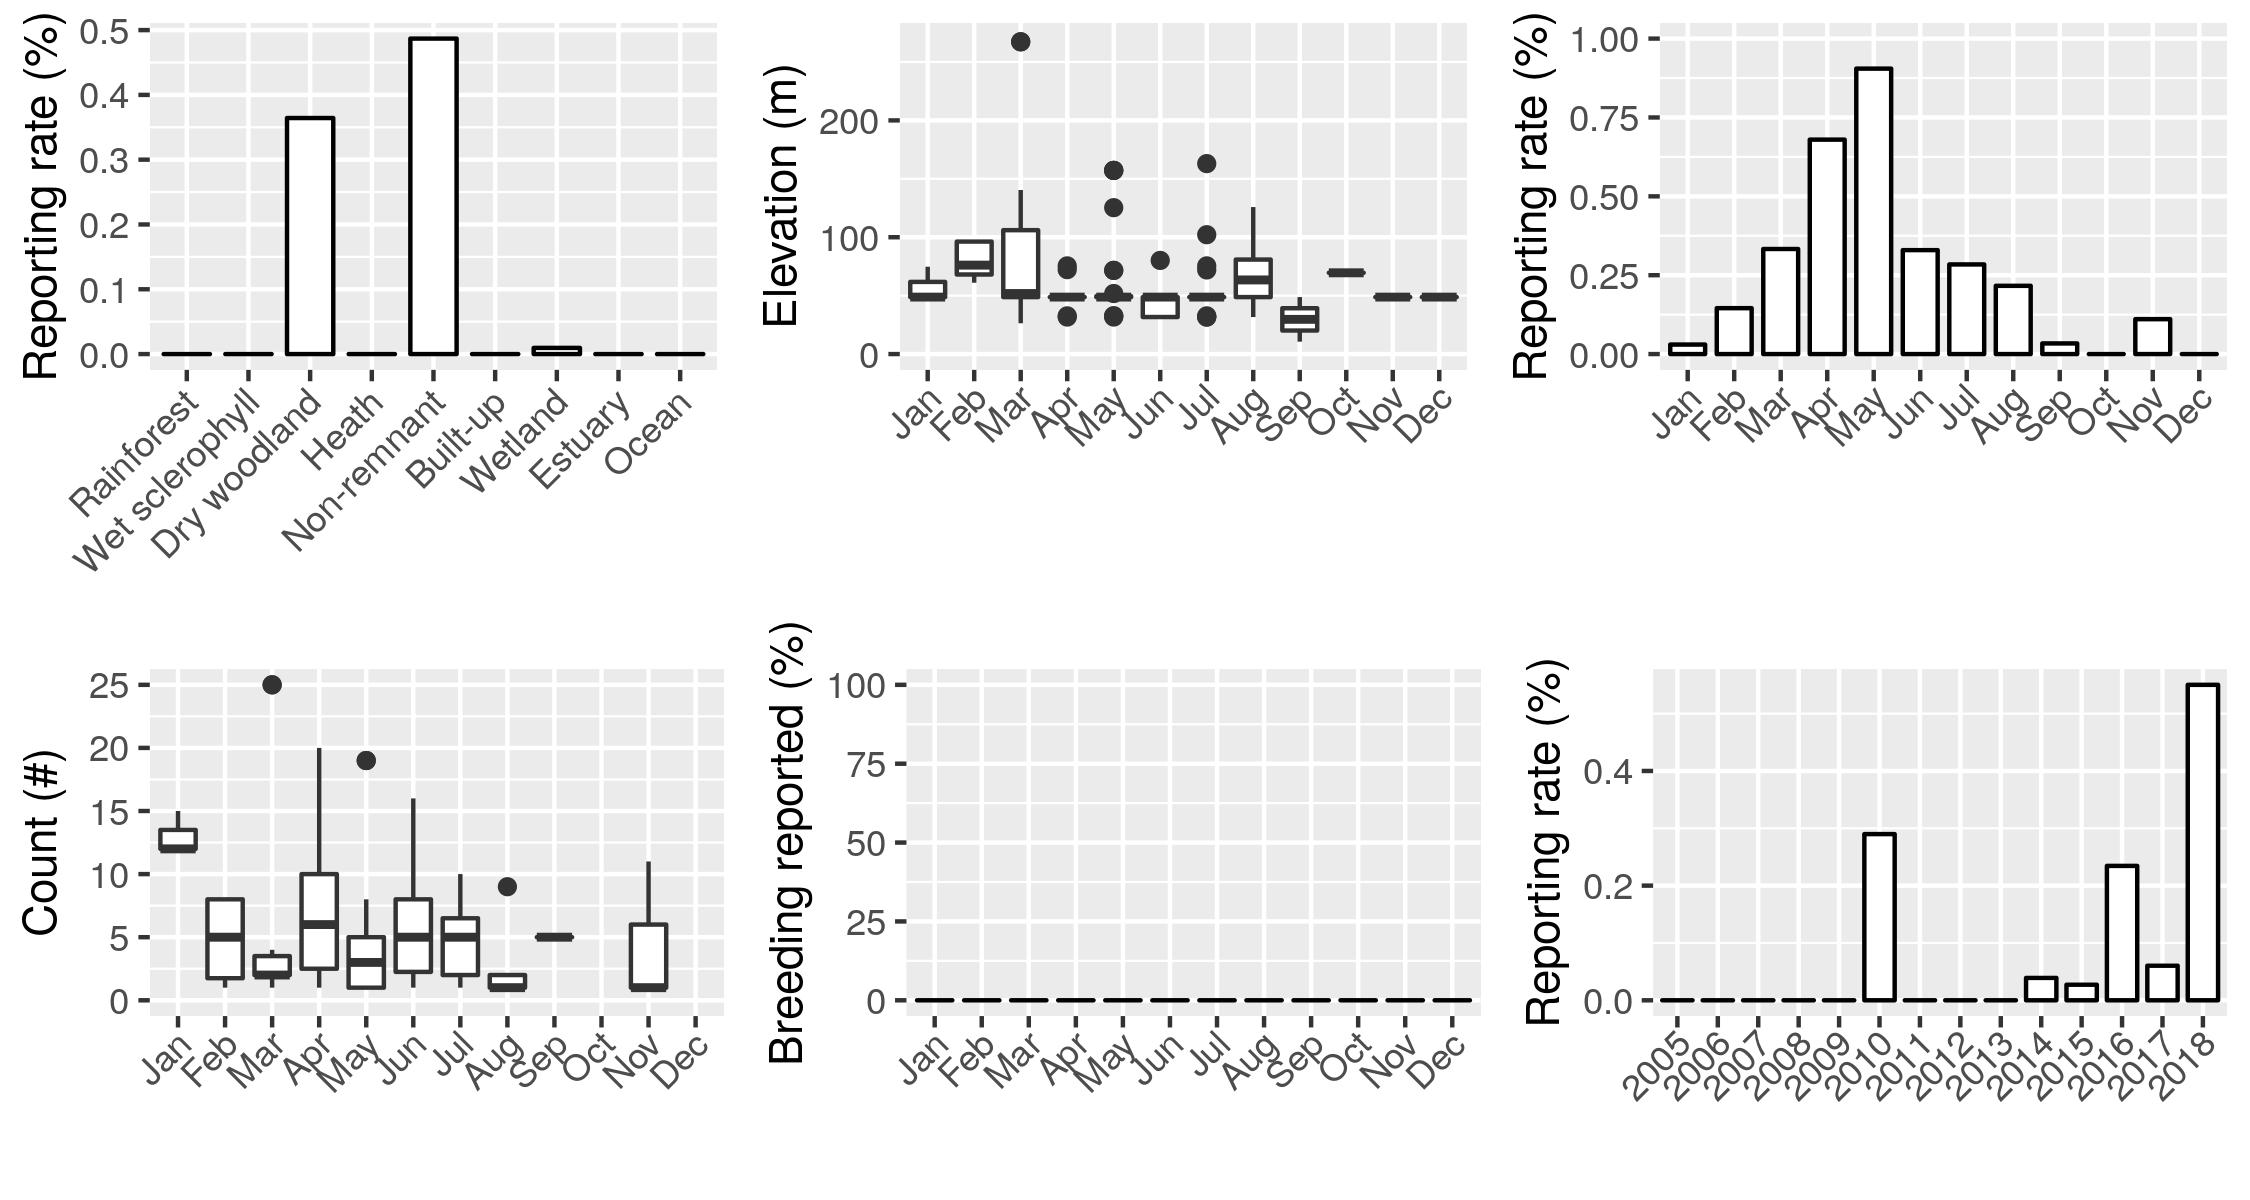 Reporting rate (%)
0.5
0.4
0.3
0.2
0.1
0.0
Rainforest
Wet sclerophyll
Dry woodland
Heath
Non-remnant
Built-up
Wetland
Estuary
Ocean
Elevation (m)
200
100
0
Jan
Feb
Mar
Apr
May
Jun
Jul
Aug
Sep
Oct
Nov
Dec
Reporting rate (%)
1.00
0.75
0.50
0.25
0.00
Jan
Feb
Mar
Apr
May
Jun
Jul
Aug
Sep
Oct
Nov
Dec
Count (#)
25
20
15
10
5
0
Jan
Feb
Mar
Apr
May
Jun
Jul
Aug
Sep
Oct
Nov
Dec
Breeding reported (%)
100
75
50
25
0
Jan
Feb
Mar
Apr
May
Jun
Jul
Aug
Sep
Oct
Nov
Dec
Reporting rate (%)
0.4
0.2
0.0
2005
2006
2007
2008
2009
2010
2011
2012
2013
2014
2015
2016
2017
2018